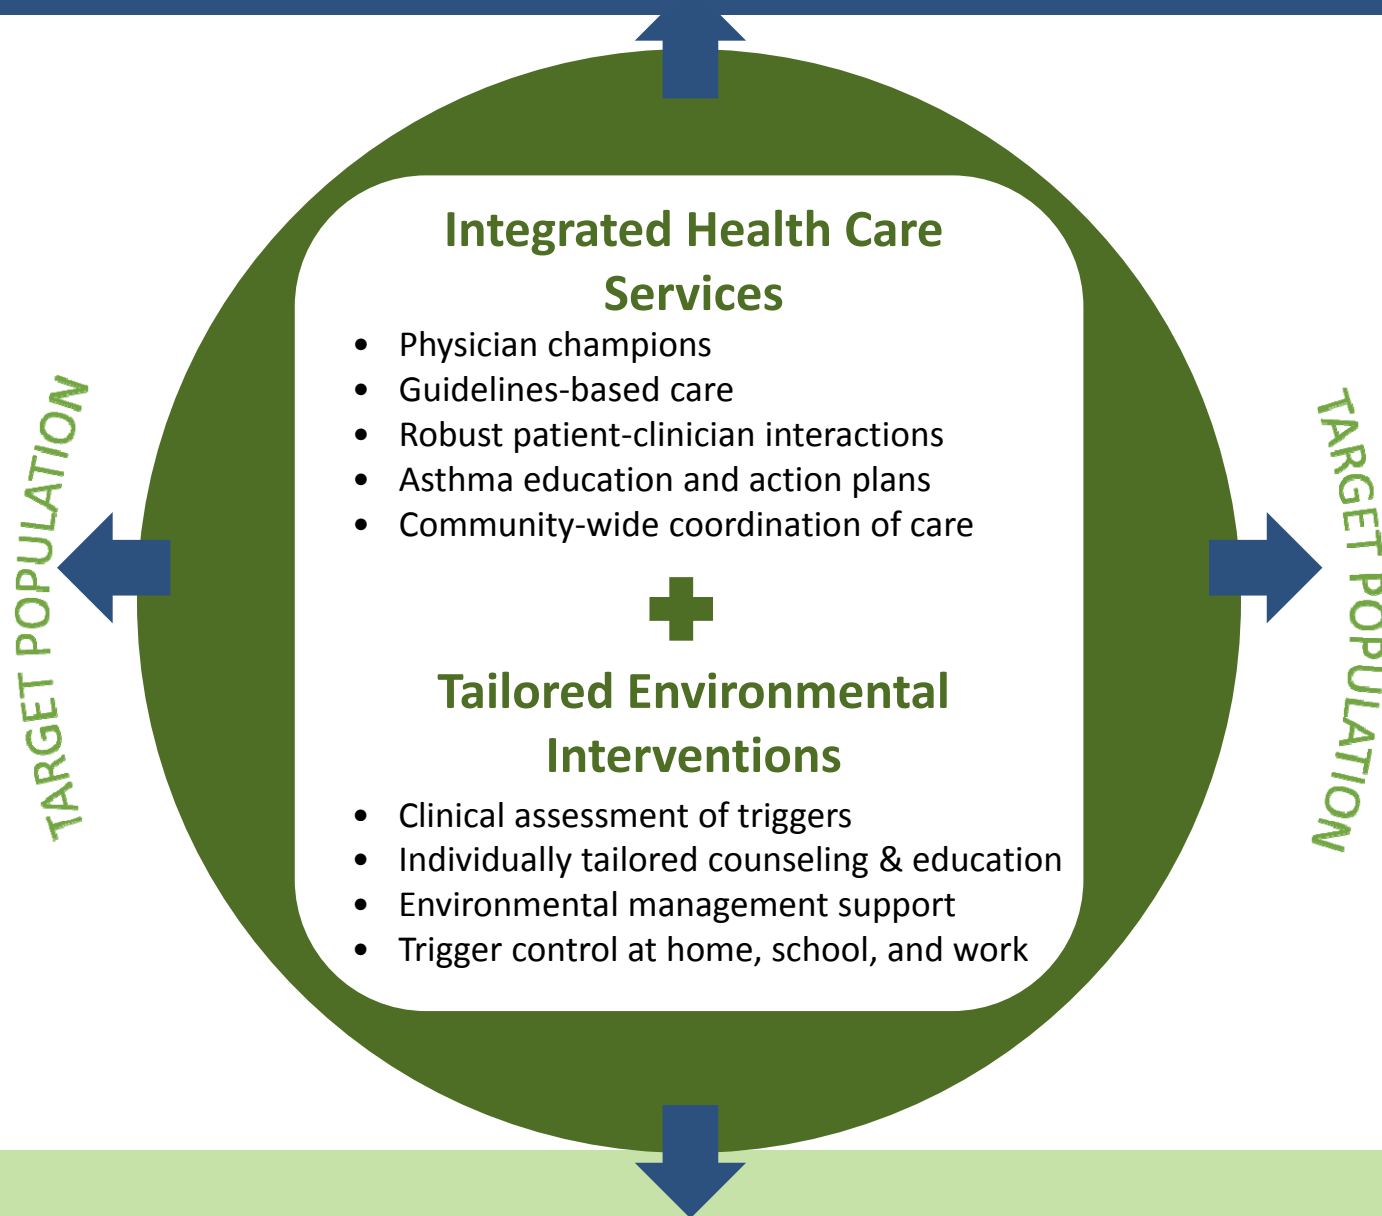 Integrated Health Care
Services
• Physician champions
• Guidelines-based care
• Robust patient-clinician interactions
• Asthma education and action plans
• Community-wide coordination of care
TARGET POPULATION
TARGET POPULATION
Tailored Environmental
Interventions
• Clinical assessment of triggers
• Individually tailored counseling & education
• Environmental management support
• Trigger control at home, school, and work